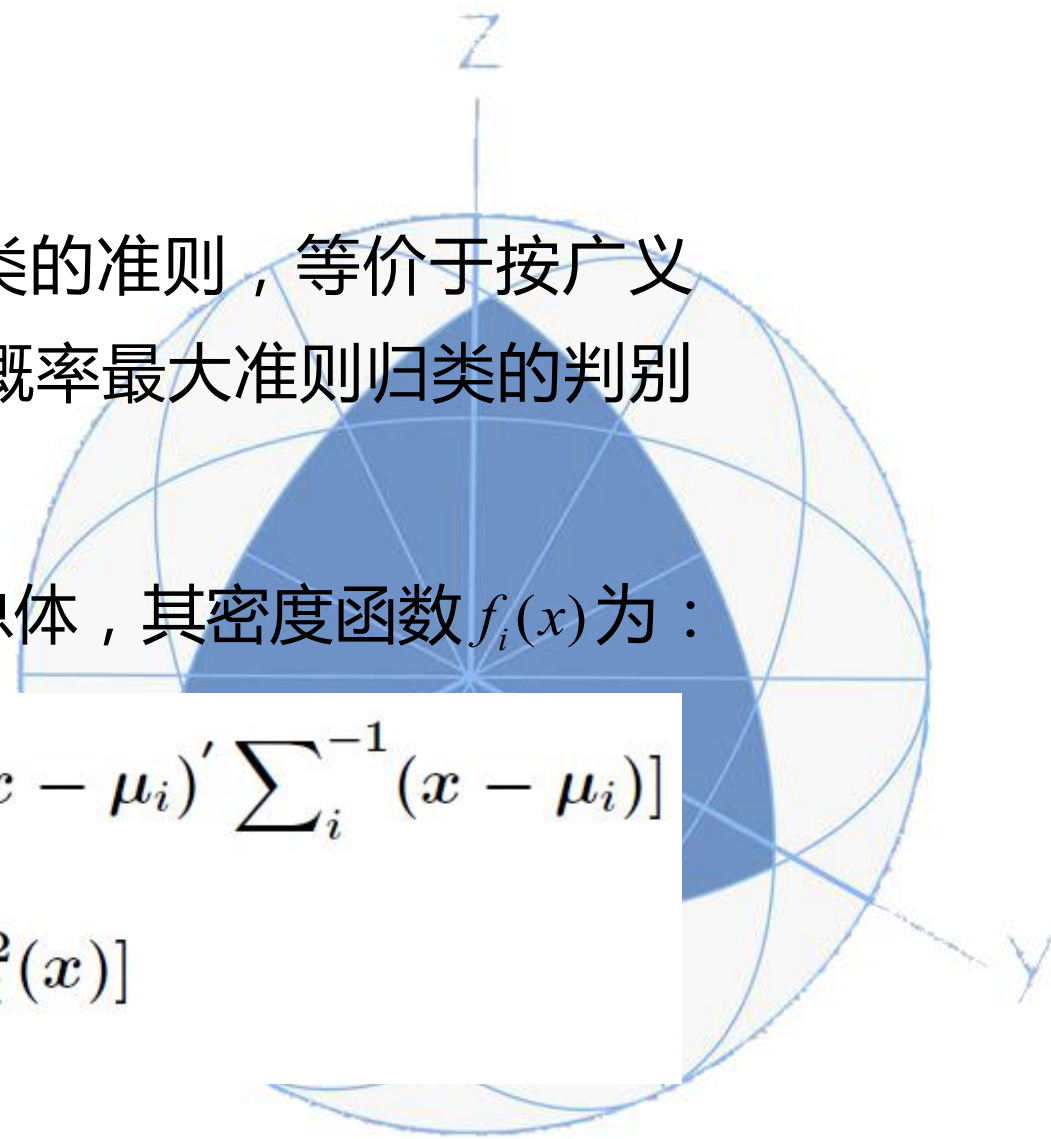 Z
类的准则，等价于按广义
概率最大准则归类的判别
总体，其密度函数 f_i(x)为：
x − μ_i)′ ∑_i^{−1} (x − μ_i)]
²(x)]
Y